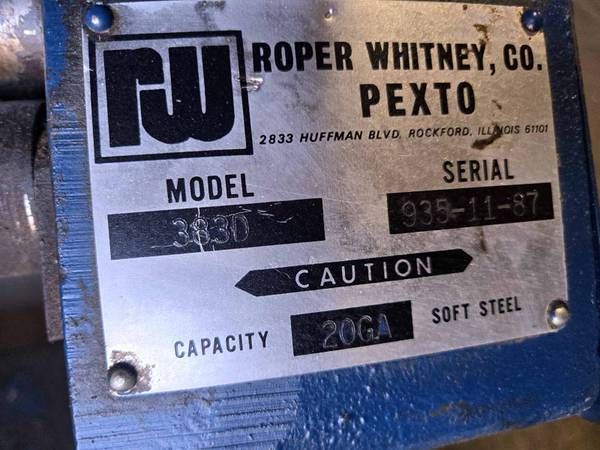 rw
ROPER WHITNEY, CO.
PEXTO
2833 HUFFMAN BLVD. ROCKFORD, ILLINOIS 61101
MODEL
383D
SERIAL
935-11-87
CAUTION
CAPACITY 20GA SOFT STEEL